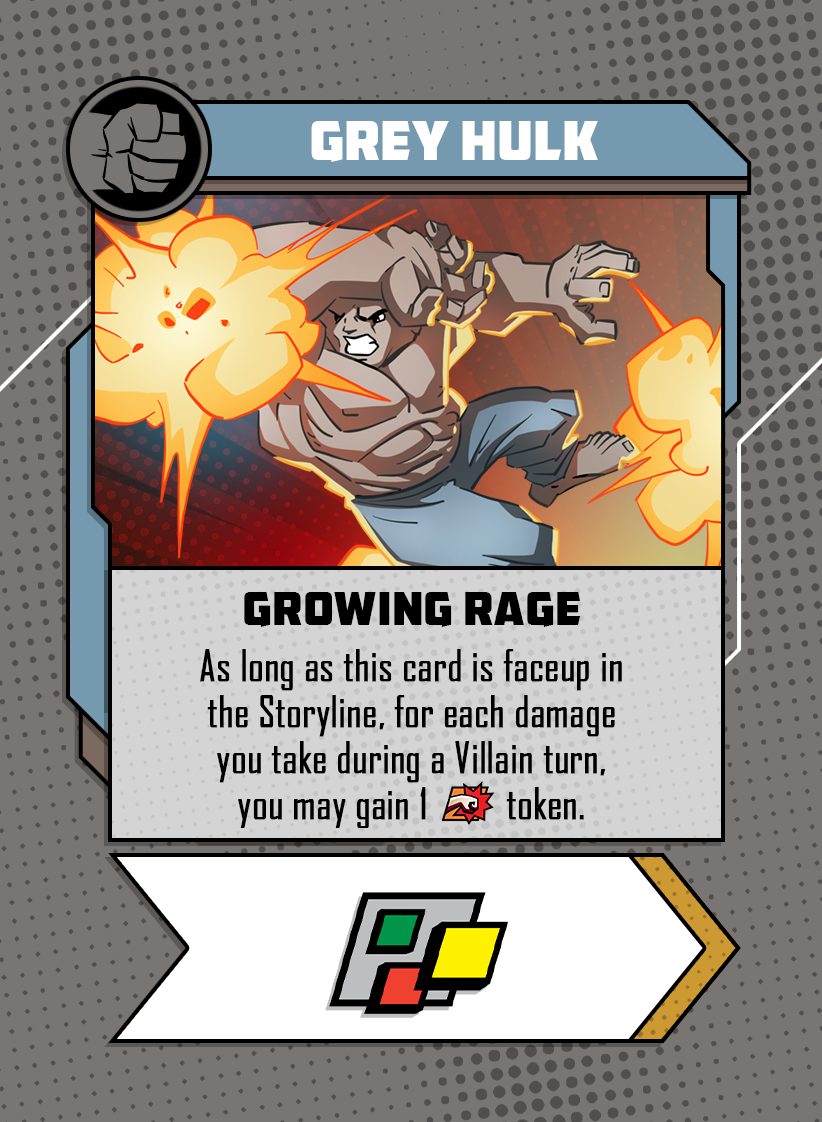 GREY HULK
GROWING RAGE
As long as this card is faceup in
the Storyline, for each damage
you take during a Villain turn,
you may gain 1 token.